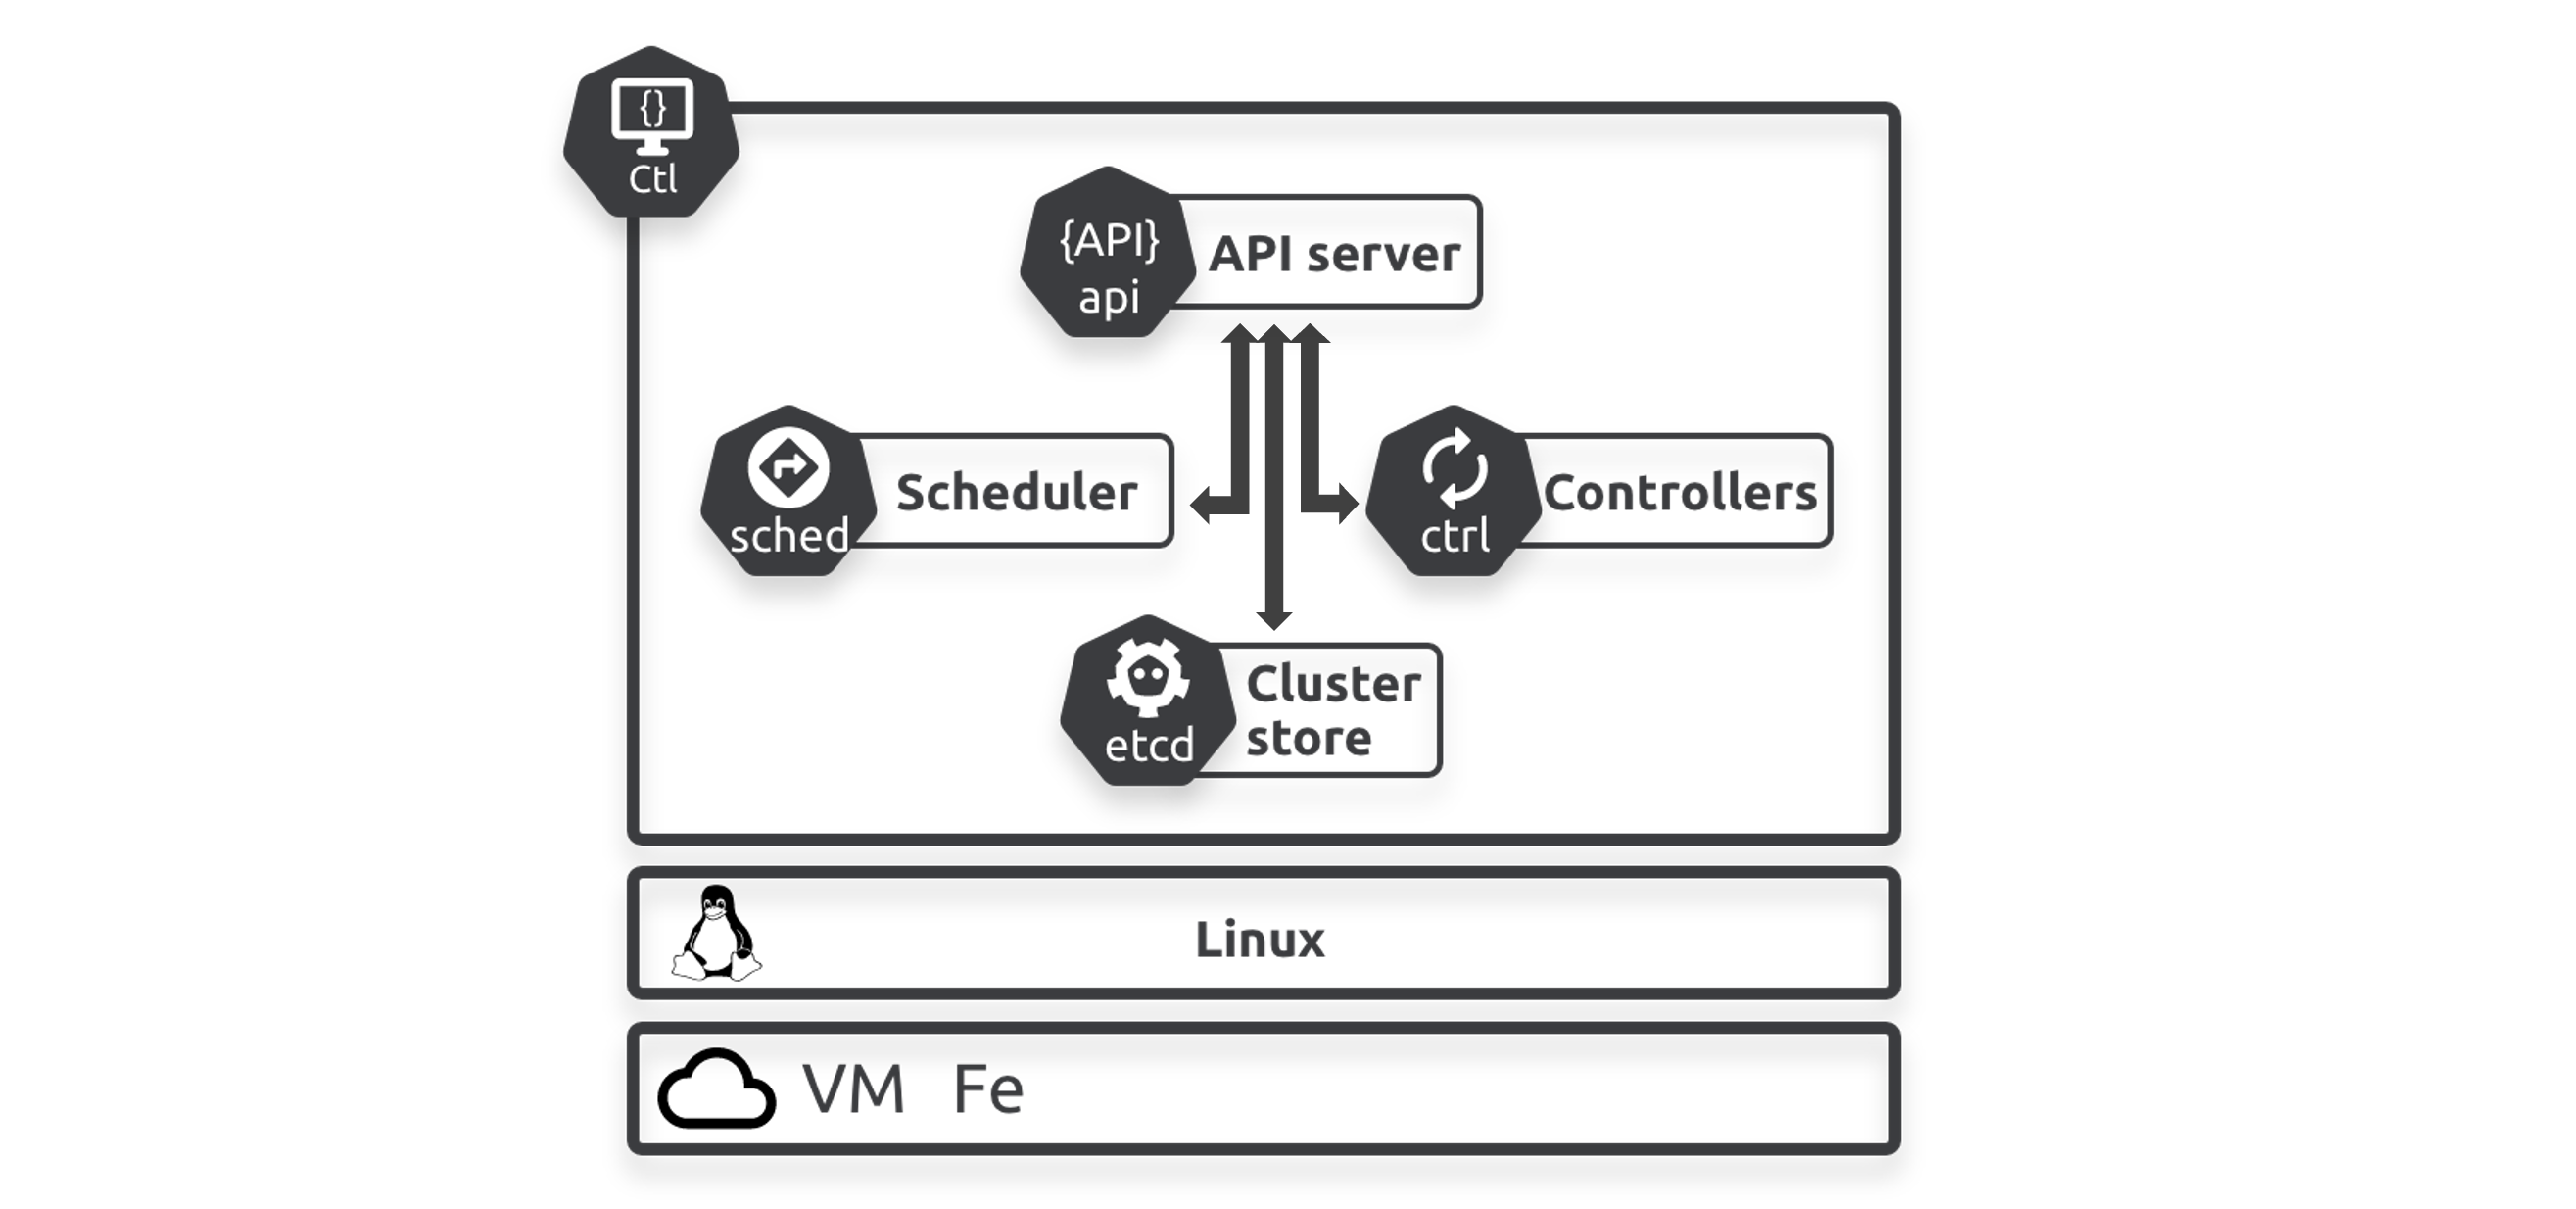 {}
Ctl
{API}
api
API server
sched
Scheduler
ctrl
Controllers
etcd
Cluster
store
Linux
VM Fe